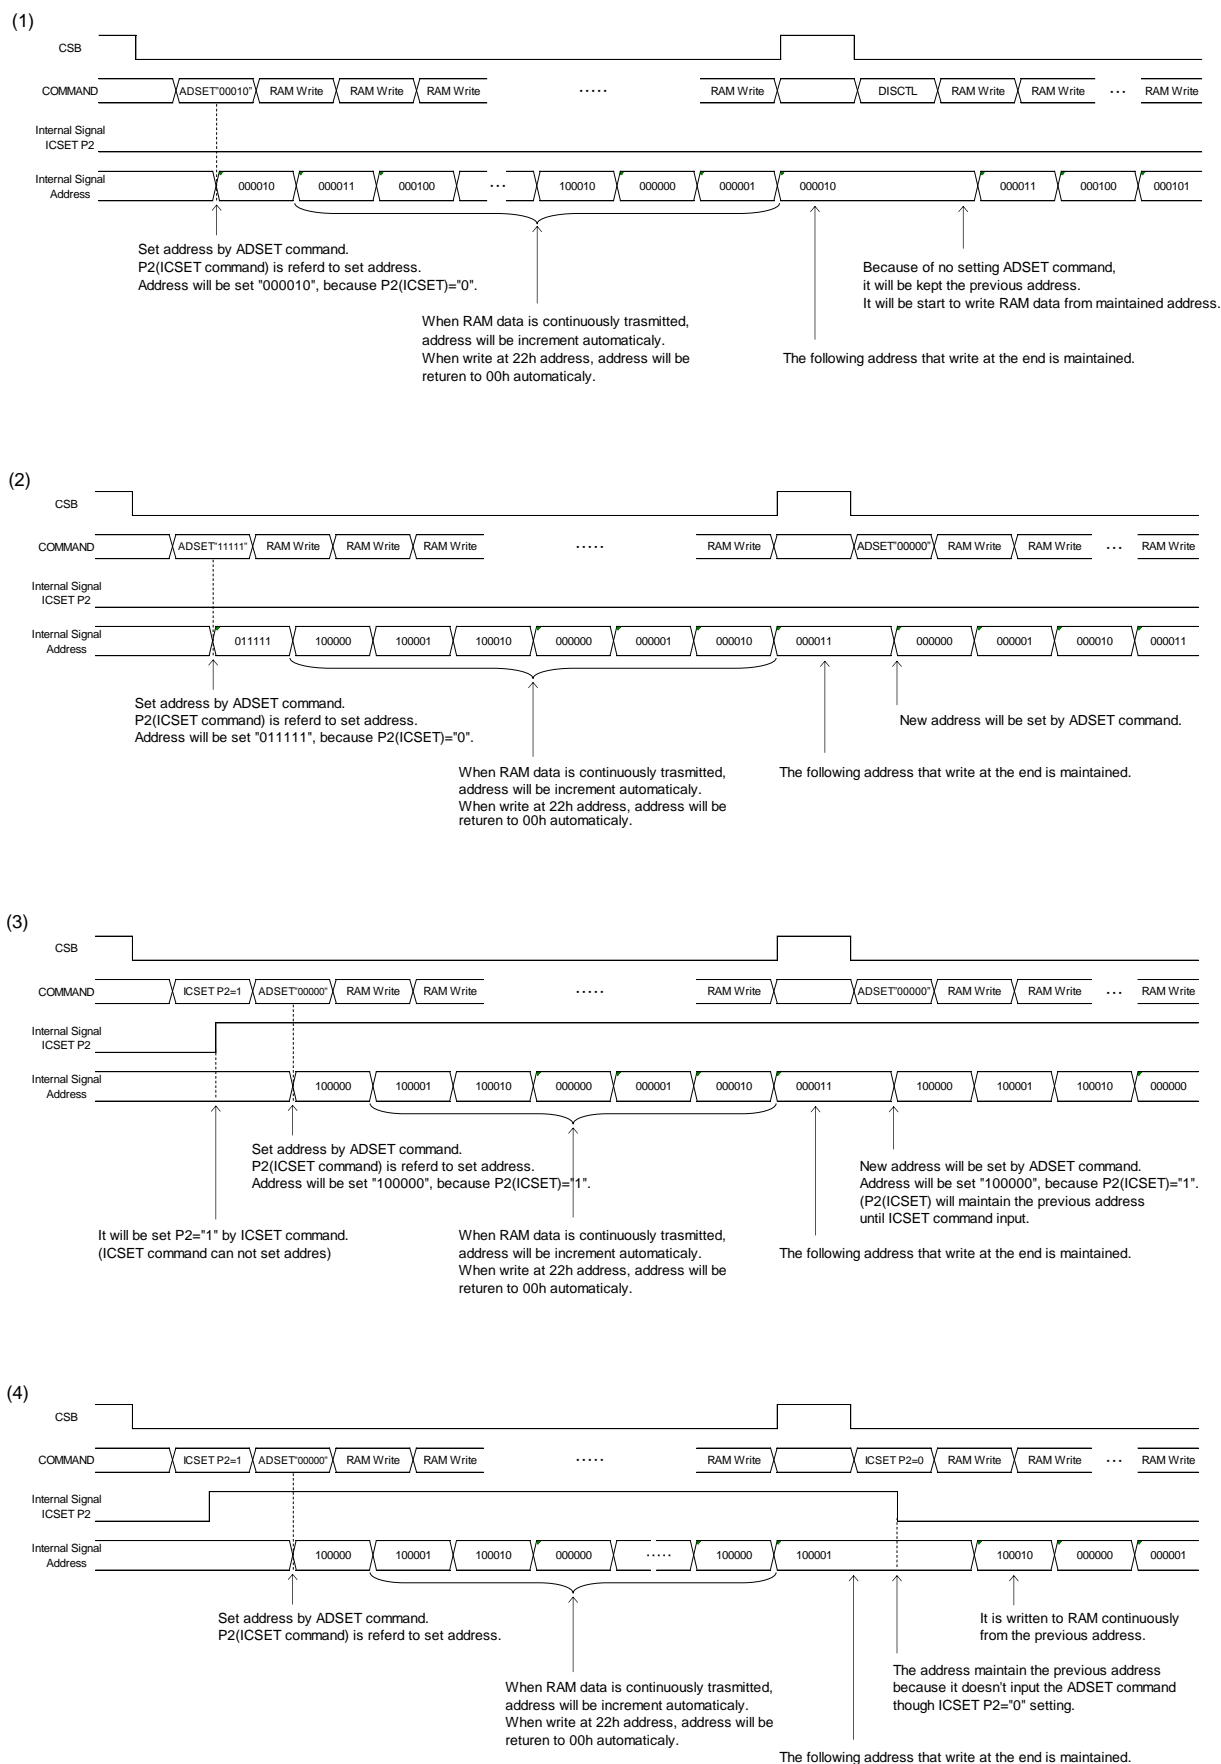 (1)
CSB
COMMAND ADSET"00010" RAM Write RAM Write RAM Write ····· RAM Write DISCTL RAM Write RAM Write ··· RAM Write
Internal Signal
ICSET P2
Internal Signal
Address
000010 000011 000100 ··· 100010 000000 000001 000010 000011 000100 000101
Set address by ADSET command.
P2(ICSET command) is referd to set address.
Address will be set "000010", because P2(ICSET)="0".
When RAM data is continuously trasmitted,
address will be increment automaticaly.
When write at 22h address, address will be
returen to 00h automaticaly.
Because of no setting ADSET command,
it will be kept the previous address.
It will be start to write RAM data from maintained address.
The following address that write at the end is maintained.
(2)
CSB
COMMAND ADSET"11111" RAM Write RAM Write RAM Write ····· RAM Write ADSET"00000" RAM Write RAM Write ··· RAM Write
Internal Signal
ICSET P2
Internal Signal
Address
011111 100000 100001 100010 000000 000001 000010 000011 000000 000001 000010 000011
Set address by ADSET command.
P2(ICSET command) is referd to set address.
Address will be set "011111", because P2(ICSET)="0".
New address will be set by ADSET command.
When RAM data is continuously trasmitted,
address will be increment automaticaly.
When write at 22h address, address will be
returen to 00h automaticaly.
The following address that write at the end is maintained.
(3)
CSB
COMMAND ICSET P2=1 ADSET"00000" RAM Write RAM Write ····· RAM Write ADSET"00000" RAM Write RAM Write ··· RAM Write
Internal Signal
ICSET P2
Internal Signal
Address
100000 100001 100010 000000 000001 000010 000011 100000 100001 100010 000000
Set address by ADSET command.
P2(ICSET command) is referd to set address.
Address will be set "100000", because P2(ICSET)="1".
New address will be set by ADSET command.
Address will be set "100000", because P2(ICSET)="1".
(P2(ICSET) will maintain the previous address
until ICSET command input.
It will be set P2="1" by ICSET command.
(ICSET command can not set addres)
When RAM data is continuously trasmitted,
address will be increment automaticaly.
When write at 22h address, address will be
returen to 00h automaticaly.
The following address that write at the end is maintained.
(4)
CSB
COMMAND ICSET P2=1 ADSET"00000" RAM Write RAM Write ····· RAM Write ICSET P2=0 RAM Write RAM Write ··· RAM Write
Internal Signal
ICSET P2
Internal Signal
Address
100000 100001 100010 000000 ····· 100000 100001 100010 000000 000001
Set address by ADSET command.
P2(ICSET command) is referd to set address.
It is written to RAM continuously
from the previous address.
When RAM data is continuously trasmitted,
address will be increment automaticaly.
When write at 22h address, address will be
returen to 00h automaticaly.
The address maintain the previous address
because it doesn't input the ADSET command
though ICSET P2="0" setting.
The following address that write at the end is maintained.